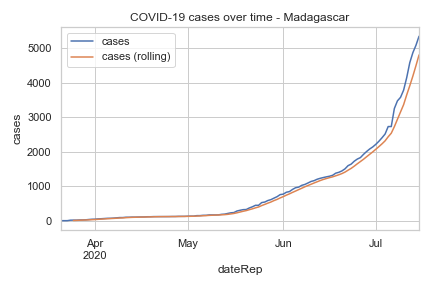 COVID-19 cases over time - Madagascar
cases
cases (rolling)
5000
4000
3000
2000
1000
0
cases
Apr
2020
May
Jun
Jul
dateRep